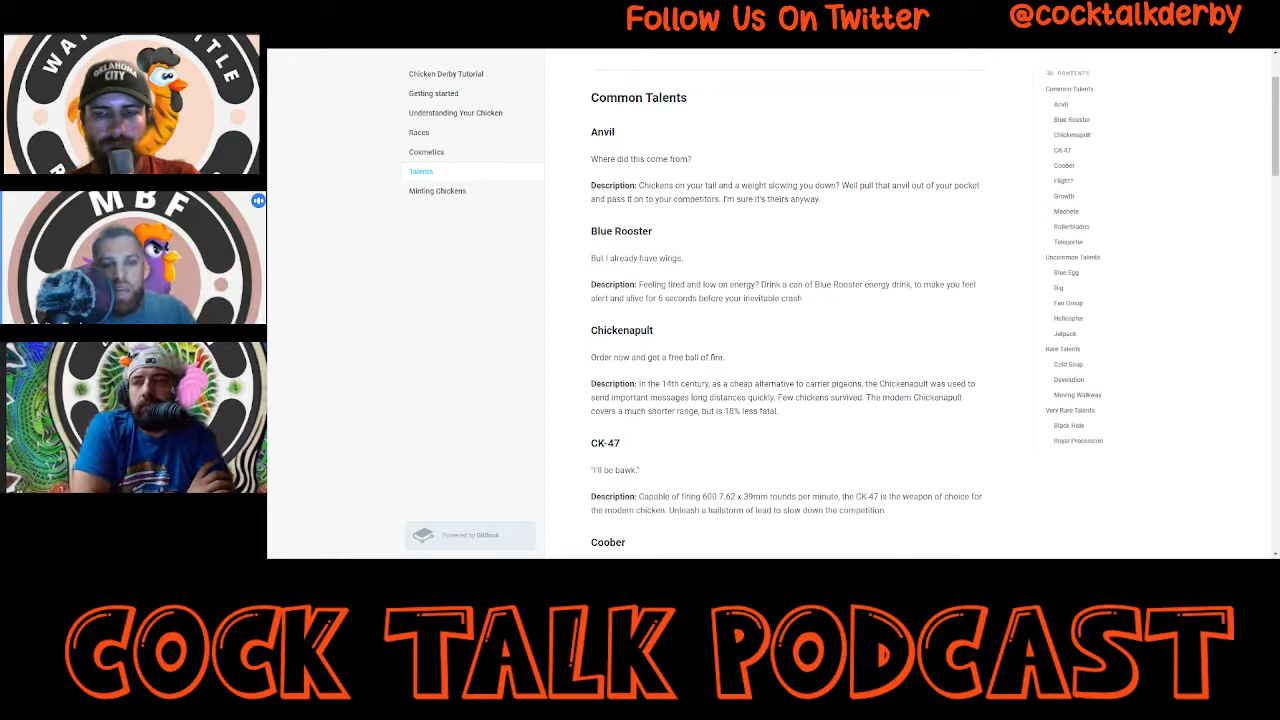 Follow Us On Twitter
@cocktalkderby
OKLAHOMA
CITY
MBF
Chicken Derby Tutorial
Getting started
Understanding Your Chicken
Races
Cosmetics
Talents
Minting Chickens
Powered by GitBook
Common Talents
Anvil
Where did this come from?
Description: Chickens on your tail and a weight slowing you down? Well pull that anvil out of your pocket
and pass it on to your competitors. I'm sure it's theirs anyway.
Blue Rooster
But I already have wings.
Description: Feeling tired and low on energy? Drink a can of Blue Rooster energy drink, to make you feel
alert and alive for 6 seconds before your inevitable crash
Chickenapult
Order now and get a free ball of fire.
Description: In the 14th century, as a cheap alternative to carrier pigeons, the Chickenapult was used to
send important messages long distances quickly. Few chickens survived. The modern Chickenapult
covers a much shorter range, but is 18% less fatal.
CK-47
"I'll be bawk."
Description: Capable of firing 600 7.62 x 39mm rounds per minute, the CK-47 is the weapon of choice for
the modern chicken. Unleash a hailstorm of lead to slow down the competition.
Coober
CONTENTS
Common Talents
Anvil
Blue Rooster
Chickenapult
CK-47
Coober
Flight?
Growth
Machete
Rollerblades
Teleporter
Uncommon Talents
Blue Egg
Dig
Fan Group
Helicopter
Jetpack
Rare Talents
Cold Snap
Devolution
Moving Walkway
Very Rare Talents
Black Hole
Royal Procession
COCK TALK PODCAST